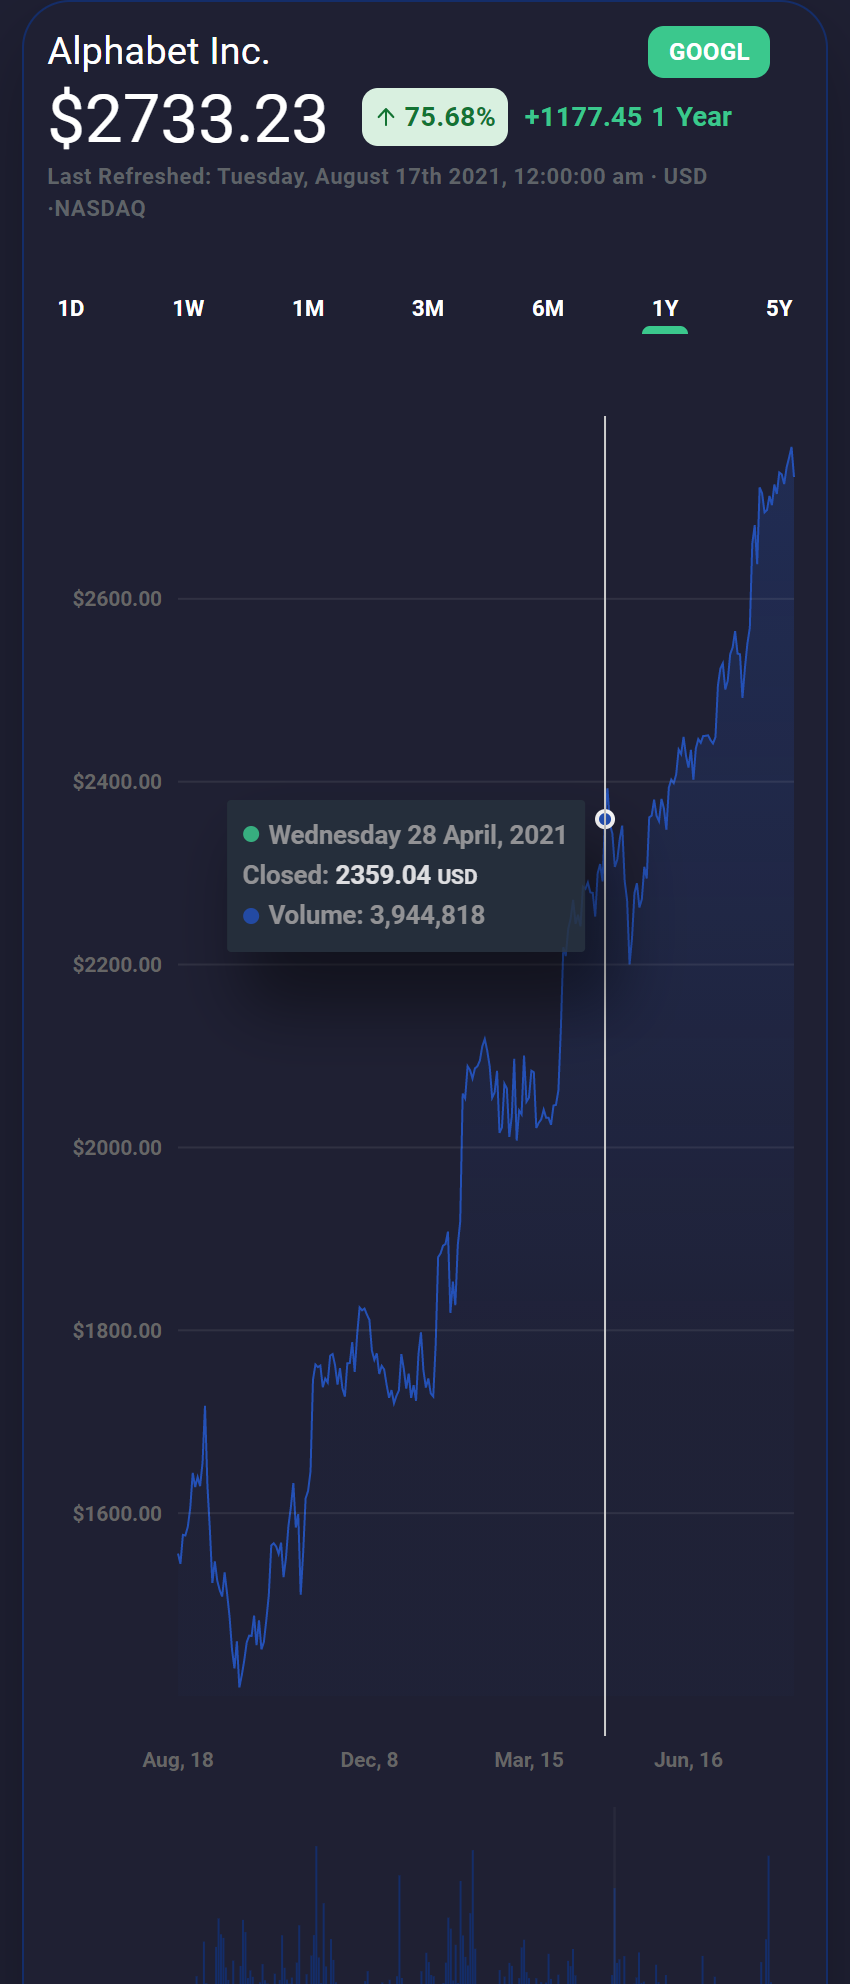 Alphabet Inc.
GOOGL
$2733.23
↑ 75.68%
+1177.45 1 Year
Last Refreshed: Tuesday, August 17th 2021, 12:00:00 am · USD
·NASDAQ
1D 1W 1M 3M 6M 1Y 5Y
$2600.00
$2400.00
Wednesday 28 April, 2021
Closed: 2359.04 USD
Volume: 3,944,818
$2200.00
$2000.00
$1800.00
$1600.00
Aug, 18 Dec, 8 Mar, 15 Jun, 16